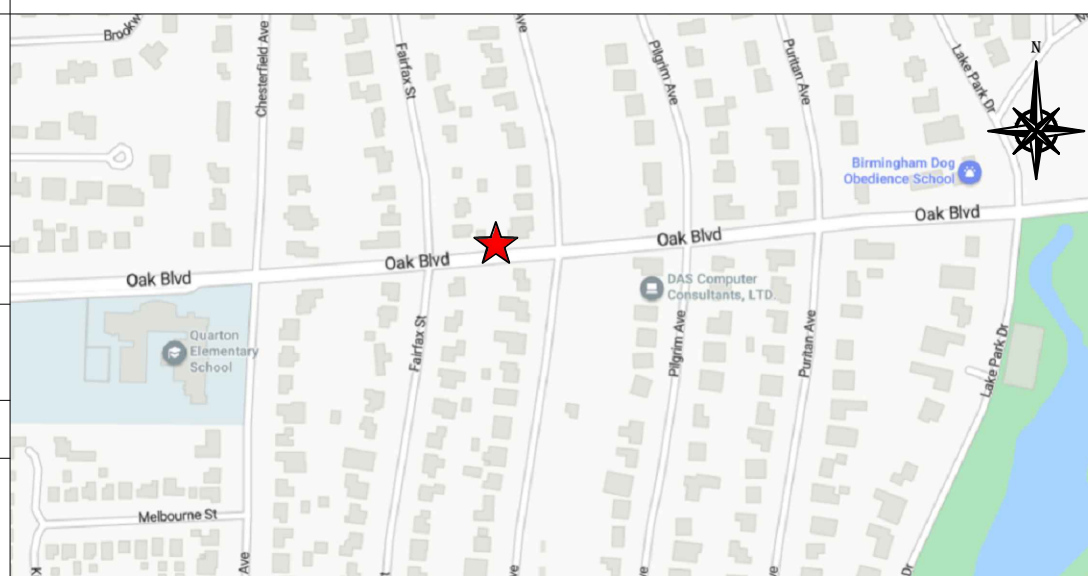 Brookw
Chesterfield Ave
Fairfax St
Ave
Pilgrim Ave
Puritan Ave
Lake Park Dr
N
Birmingham Dog
Obedience School
Oak Blvd
Oak Blvd
Oak Blvd
Oak Blvd
DAS Computer
Consultants, LTD.
Quarton
Elementary
School
Fairfax St
Pilgrim Ave
Puritan Ave
Lake Park Dr
Melbourne St
Ave
Dr